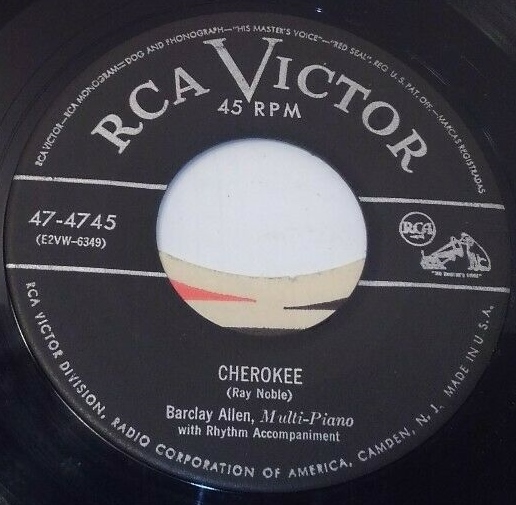 RCA VICTOR—RCA MONOGRAM—DOG AND PHONOGRAPH—"HIS MASTER'S VOICE"—"RED SEAL", REG. U.S. PAT. OFF.—MARCAS REGISTRADAS
RCA VICTOR
45 RPM
47-4745
(E2VW-6349)
RCA
"HIS MASTER'S VOICE"
CHEROKEE
(Ray Noble)
Barclay Allen, Multi-Piano
with Rhythm Accompaniment
RCA VICTOR DIVISION, RADIO CORPORATION OF AMERICA, CAMDEN, N. J. MADE IN U.S.A.